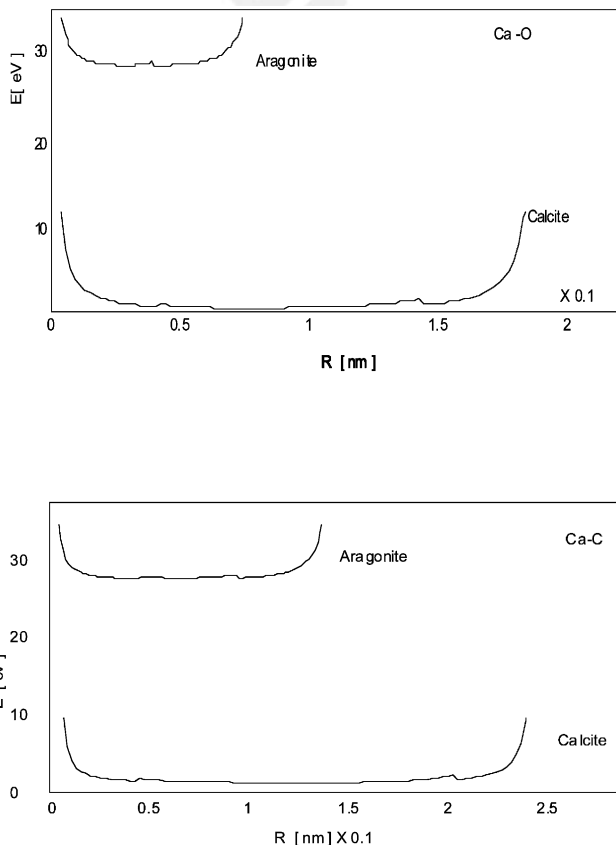 E[ eV]
30
20
10
Ca-O
Aragonite
Calcite
X 0.1
0 0.5 1 1.5 2
R [nm]
30
20
10
0
Ca-C
Aragonite
Calcite
0 0.5 1 1.5 2 2.5
R [nm] X 0.1